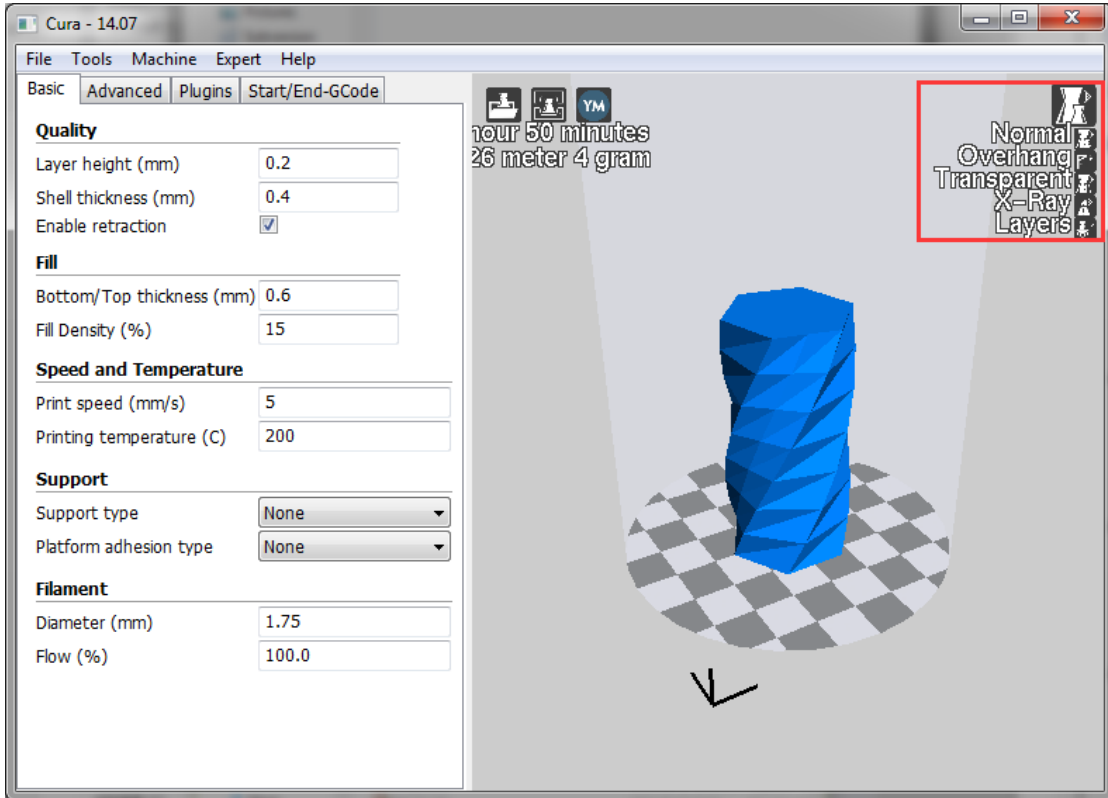 Cura - 14.07
File Tools Machine Expert Help
Basic Advanced Plugins Start/End-GCode
Quality
Layer height (mm) 0.2
Shell thickness (mm) 0.4
Enable retraction
Fill
Bottom/Top thickness (mm) 0.6
Fill Density (%) 15
Speed and Temperature
Print speed (mm/s) 5
Printing temperature (C) 200
Support
Support type None
Platform adhesion type None
Filament
Diameter (mm) 1.75
Flow (%) 100.0
YM
hour 50 minutes
26 meter 4 gram
Normal
Overhang
Transparent
X-Ray
Layers